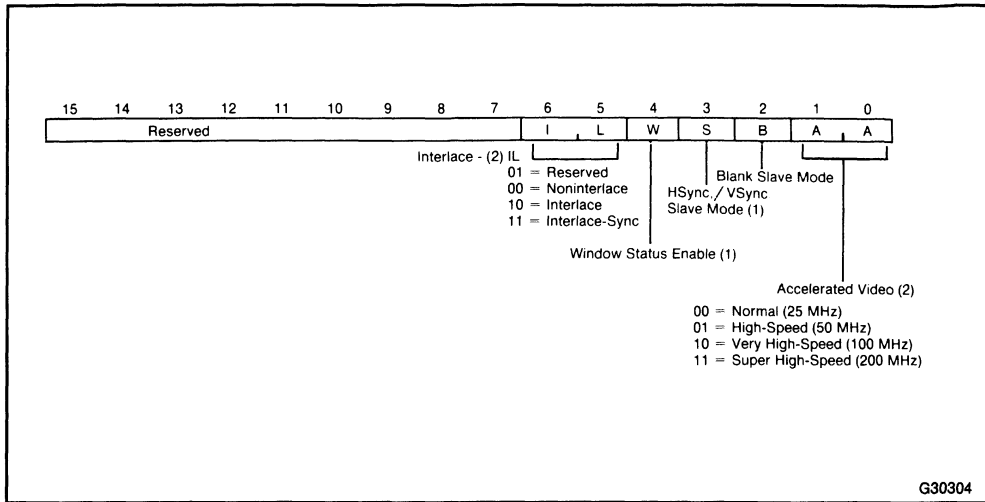 15 14 13 12 11 10 9 8 7 6 5 4 3 2 1 0
Reserved I L W S B A A
Interlace - (2) IL
01 = Reserved
00 = Noninterlace
10 = Interlace
11 = Interlace-Sync
Blank Slave Mode
HSync./VSync
Slave Mode (1)
Window Status Enable (1)
Accelerated Video (2)
00 = Normal (25 MHz)
01 = High-Speed (50 MHz)
10 = Very High-Speed (100 MHz)
11 = Super High-Speed (200 MHz)
G30304